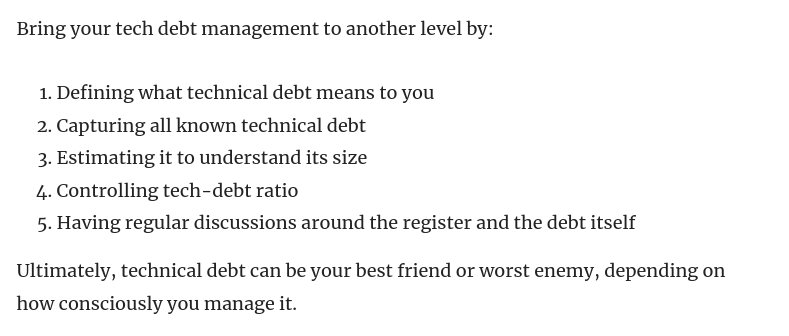 Bring your tech debt management to another level by:
1. Defining what technical debt means to you
2. Capturing all known technical debt
3. Estimating it to understand its size
4. Controlling tech-debt ratio
5. Having regular discussions around the register and the debt itself
Ultimately, technical debt can be your best friend or worst enemy, depending on
how consciously you manage it.